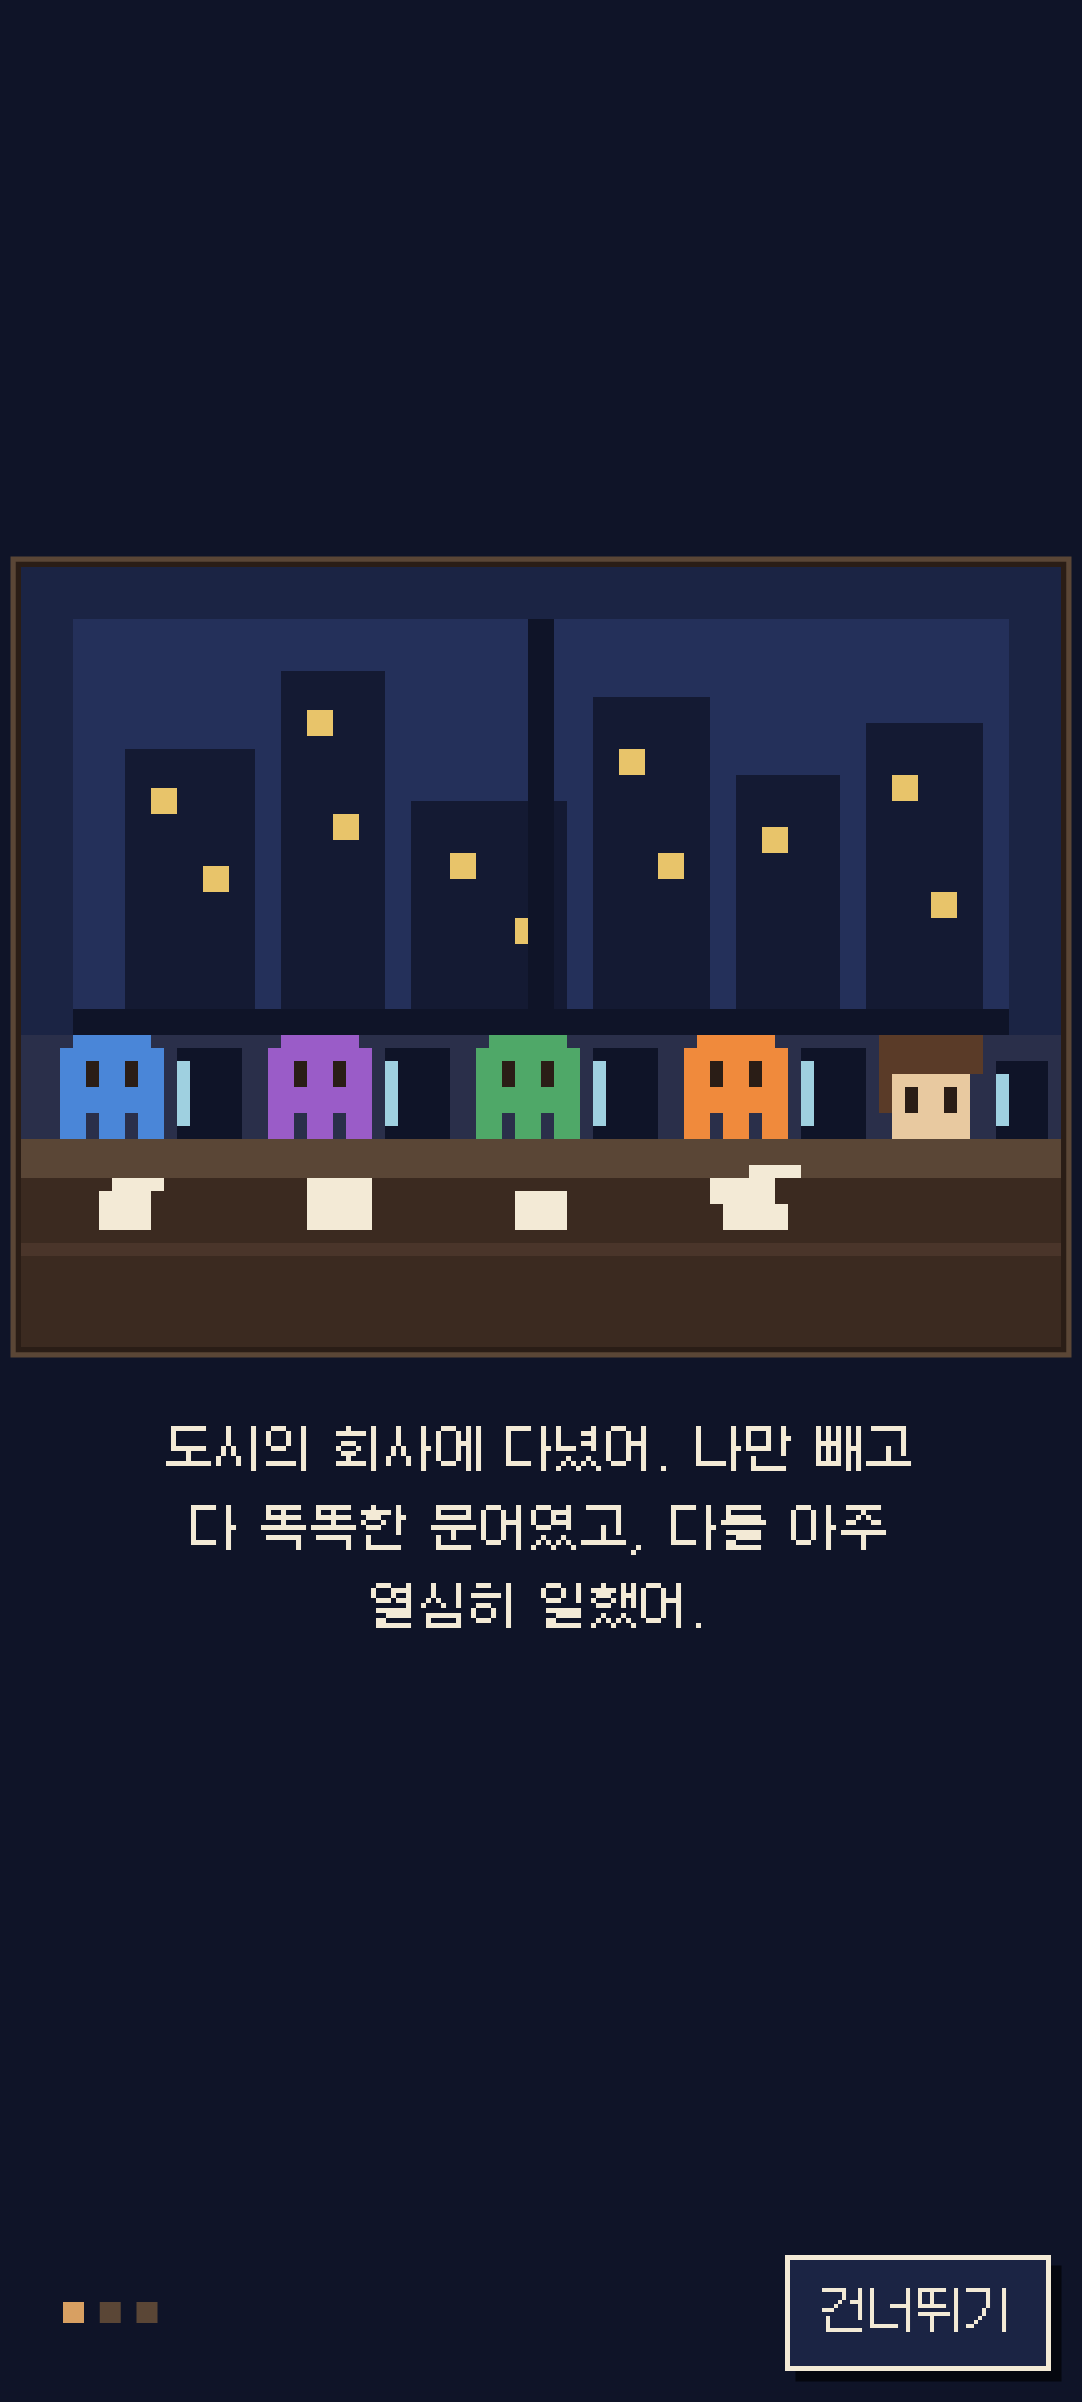 도시의 회사에 다녔어. 나만 빼고
다 똑똑한 문어였고, 다들 아주
열심히 일했어.
건너뛰기